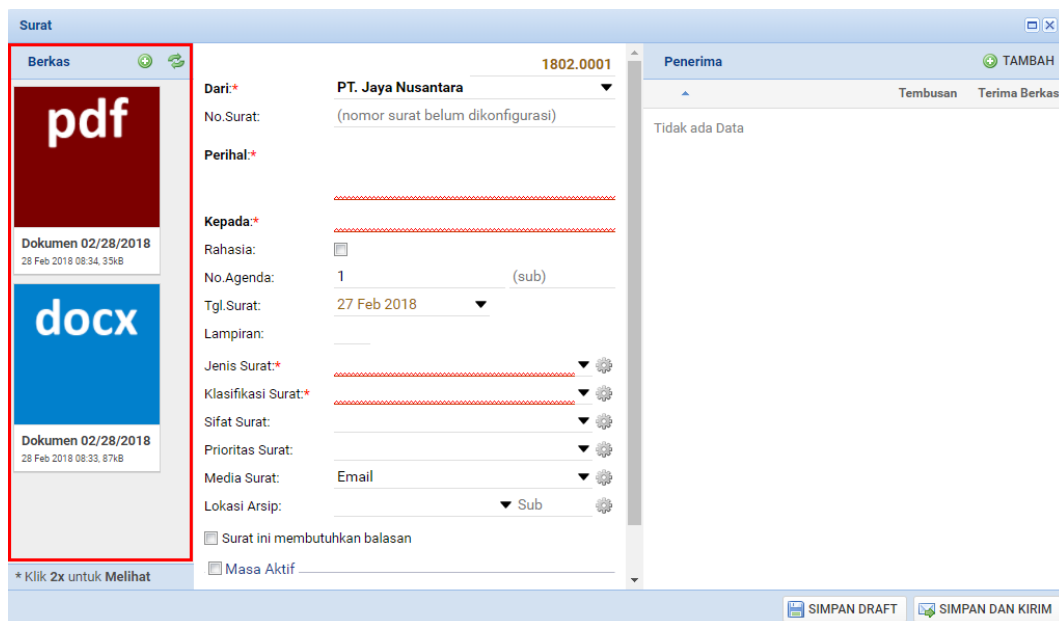 Surat
Berkas
pdf
Dokumen 02/28/2018
28 Feb 2018 08:34, 35kB
docx
Dokumen 02/28/2018
28 Feb 2018 08:33, 87kB
* Klik 2x untuk Melihat
1802.0001
Dari:* PT. Jaya Nusantara
No.Surat: (nomor surat belum dikonfigurasi)
Perihal:*
Kepada:*
Rahasia:
No.Agenda: 1 (sub)
Tgl.Surat: 27 Feb 2018
Lampiran:
Jenis Surat:*
Klasifikasi Surat:*
Sifat Surat:
Prioritas Surat:
Media Surat: Email
Lokasi Arsip: Sub
Surat ini membutuhkan balasan
Masa Aktif
Penerima TAMBAH
Tembusan Terima Berkas
Tidak ada Data
SIMPAN DRAFT SIMPAN DAN KIRIM